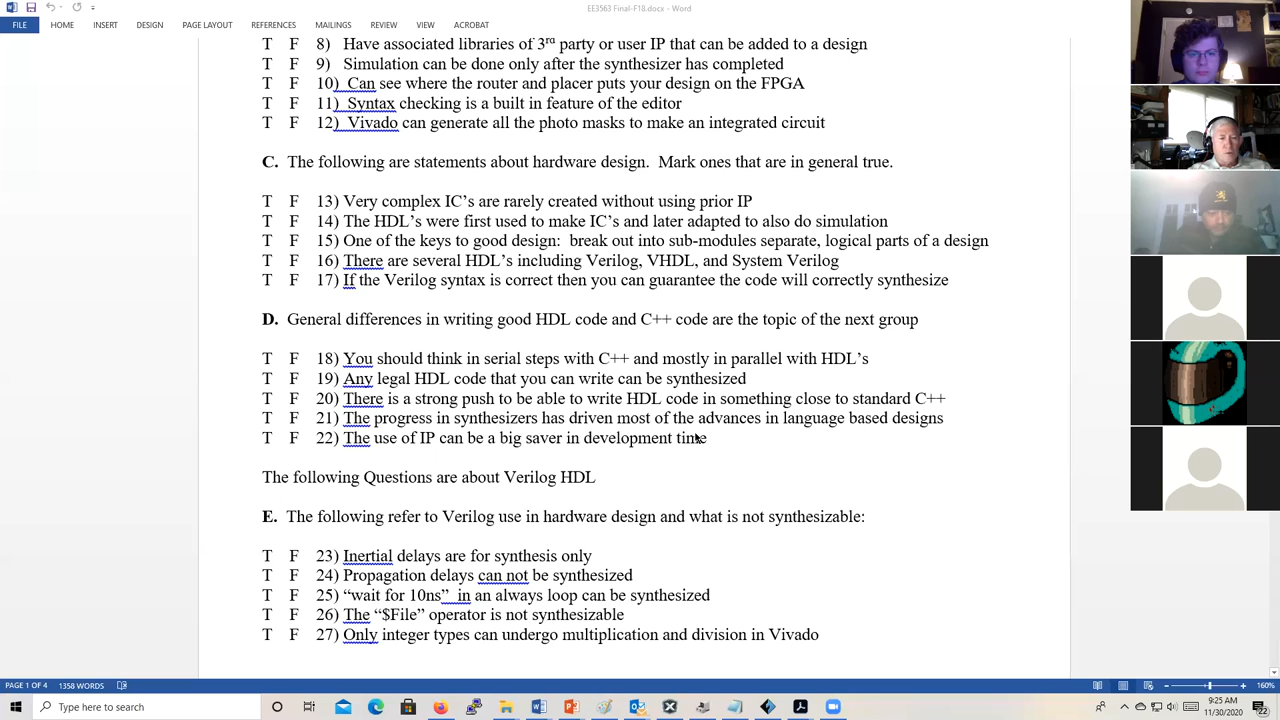 EE3563 Final-F18.docx - Word
FILE HOME INSERT DESIGN PAGE LAYOUT REFERENCES MAILINGS REVIEW VIEW ACROBAT
T F 8) Have associated libraries of 3rd party or user IP that can be added to a design
T F 9) Simulation can be done only after the synthesizer has completed
T F 10) Can see where the router and placer puts your design on the FPGA
T F 11) Syntax checking is a built in feature of the editor
T F 12) Vivado can generate all the photo masks to make an integrated circuit
C. The following are statements about hardware design. Mark ones that are in general true.
T F 13) Very complex IC's are rarely created without using prior IP
T F 14) The HDL's were first used to make IC's and later adapted to also do simulation
T F 15) One of the keys to good design: break out into sub-modules separate, logical parts of a design
T F 16) There are several HDL's including Verilog, VHDL, and System Verilog
T F 17) If the Verilog syntax is correct then you can guarantee the code will correctly synthesize
D. General differences in writing good HDL code and C++ code are the topic of the next group
T F 18) You should think in serial steps with C++ and mostly in parallel with HDL's
T F 19) Any legal HDL code that you can write can be synthesized
T F 20) There is a strong push to be able to write HDL code in something close to standard C++
T F 21) The progress in synthesizers has driven most of the advances in language based designs
T F 22) The use of IP can be a big saver in development time
The following Questions are about Verilog HDL
E. The following refer to Verilog use in hardware design and what is not synthesizable:
T F 23) Inertial delays are for synthesis only
T F 24) Propagation delays can not be synthesized
T F 25) “wait for 10ns” in an always loop can be synthesized
T F 26) The “$File” operator is not synthesizable
T F 27) Only integer types can undergo multiplication and division in Vivado
PAGE 1 OF 4 1358 WORDS 160%
Type here to search
9:25 AM
11/30/2020
22